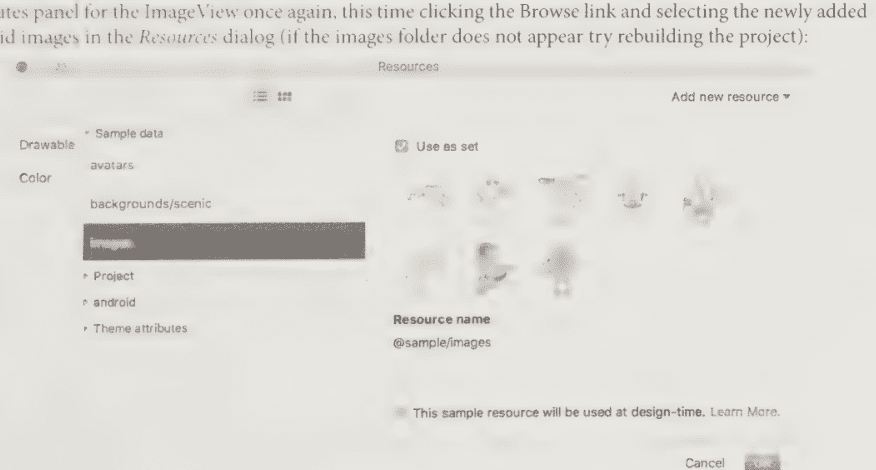 ites panel for the ImageView once again, this time clicking the Browse link and selecting the newly added
id images in the Resources dialog (if the images folder does not appear try rebuilding the project):
Resources
Add new resource
Sample data
Drawable
Use as set
avatars
Color
backgrounds/scenic
images
Project
android
Theme attributes
Resource name
@sample/images
This sample resource will be used at design-time. Learn More.
Cancel